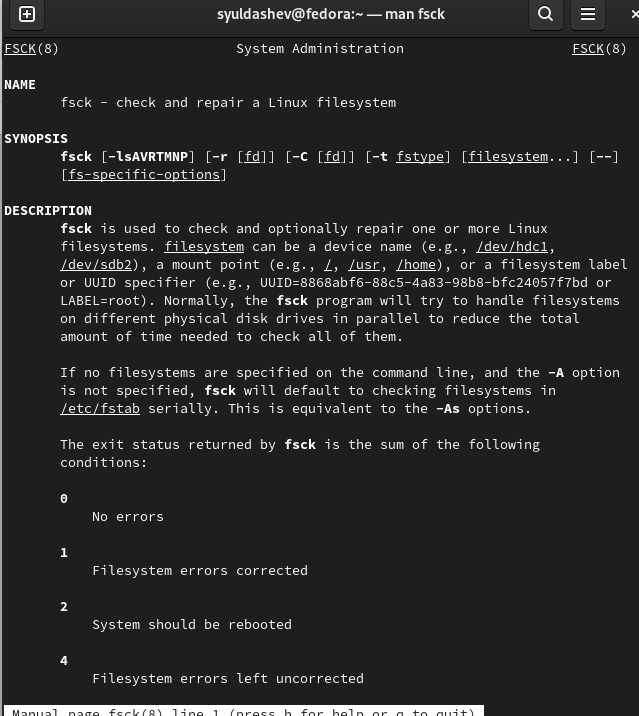 syuldashev@fedora:~ — man fsck
FSCK(8) System Administration FSCK(8)
NAME
fsck - check and repair a Linux filesystem
SYNOPSIS
fsck [-lsAVRTMNP] [-r [fd]] [-C [fd]] [-t fstype] [filesystem...] [--]
[fs-specific-options]
DESCRIPTION
fsck is used to check and optionally repair one or more Linux
filesystems. filesystem can be a device name (e.g., /dev/hdc1,
/dev/sdb2), a mount point (e.g., /, /usr, /home), or a filesystem label
or UUID specifier (e.g., UUID=8868abf6-88c5-4a83-98b8-bfc24057f7bd or
LABEL=root). Normally, the fsck program will try to handle filesystems
on different physical disk drives in parallel to reduce the total
amount of time needed to check all of them.
If no filesystems are specified on the command line, and the -A option
is not specified, fsck will default to checking filesystems in
/etc/fstab serially. This is equivalent to the -As options.
The exit status returned by fsck is the sum of the following
conditions:
0
No errors
1
Filesystem errors corrected
2
System should be rebooted
4
Filesystem errors left uncorrected
Manual page fsck(8) line 1 (press h for help or q to quit)